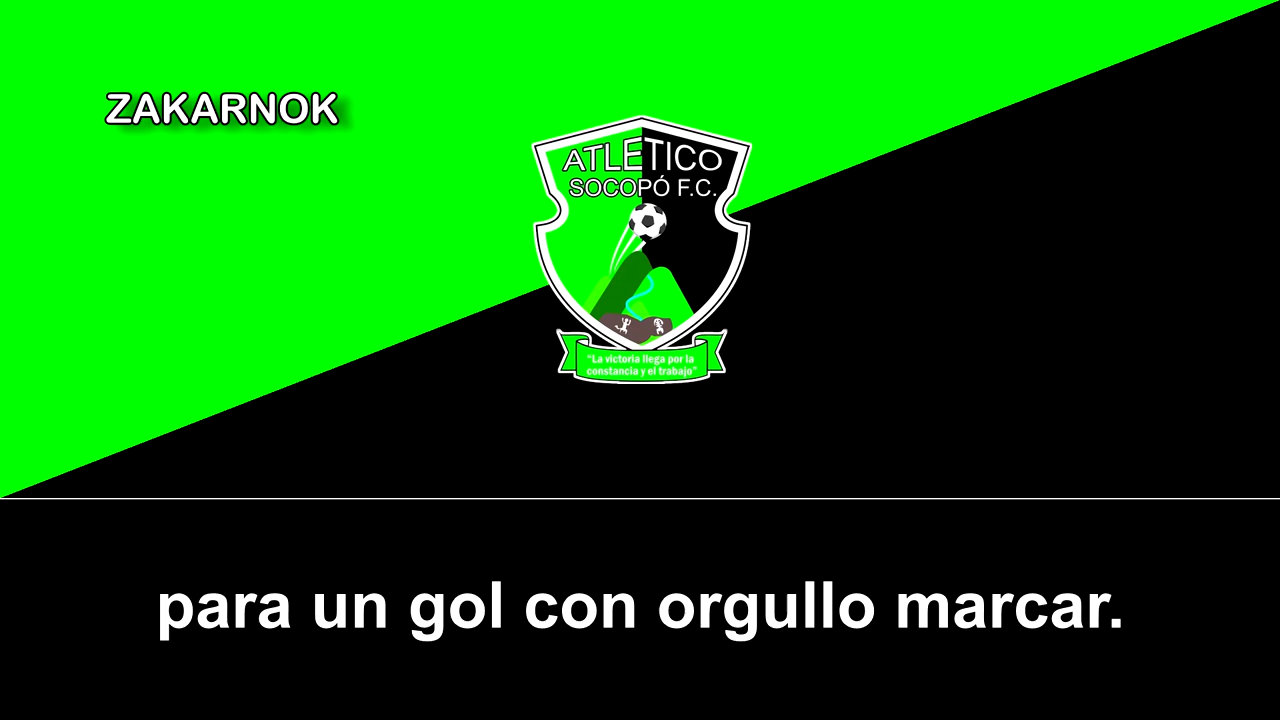 ZAKARNOK
ATLETICO
SOCOPÓ F.C.
"La victoria llega por la
constancia y el trabajo"
para un gol con orgullo marcar.